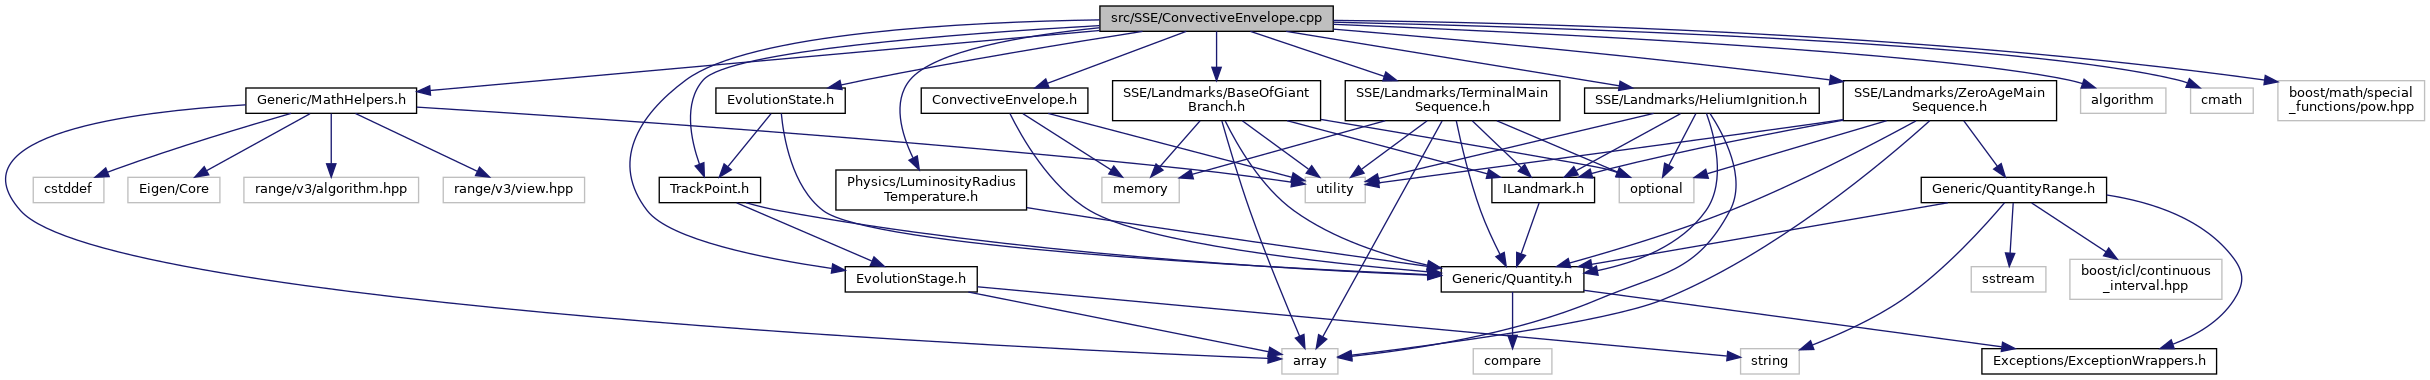 src/SSE/ConvectiveEnvelope.cpp
Generic/MathHelpers.h
EvolutionState.h
ConvectiveEnvelope.h
SSE/Landmarks/BaseOfGiant
Branch.h
SSE/Landmarks/TerminalMain
Sequence.h
SSE/Landmarks/HeliumIgnition.h
SSE/Landmarks/ZeroAgeMain
Sequence.h
algorithm
cmath
boost/math/special
_functions/pow.hpp
cstddef
Eigen/Core
range/v3/algorithm.hpp
range/v3/view.hpp
TrackPoint.h
Physics/LuminosityRadius
Temperature.h
memory
utility
ILandmark.h
optional
Generic/QuantityRange.h
EvolutionStage.h
Generic/Quantity.h
sstream
boost/icl/continuous
_interval.hpp
array
compare
string
Exceptions/ExceptionWrappers.h